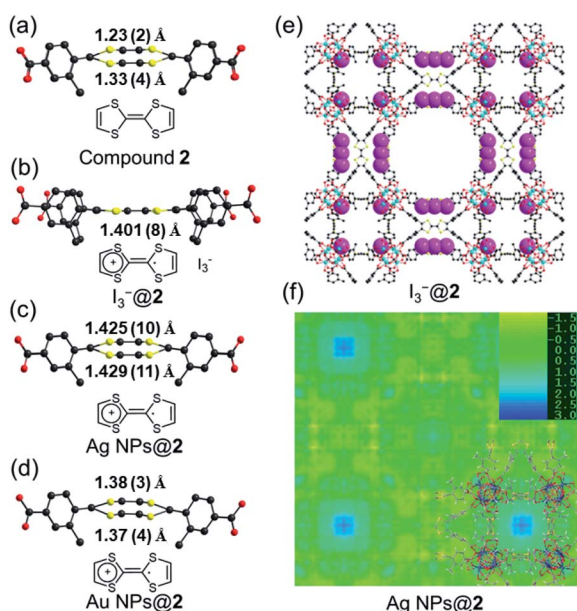 (a)
1.23 (2) Å
1.33 (4) Å
S S
S S
Compound 2
(b)
1.401 (8) Å
S S
+ ·
S S
I3-
I3-@2
(c)
1.425 (10) Å
1.429 (11) Å
S S
+ ·
S S
Ag NPs@2
(d)
1.38 (3) Å
1.37 (4) Å
S S
+ ·
S S
Au NPs@2
(e)
I3-@2
(f)
-1.5
-1.0
-0.5
0.0
0.5
1.0
1.5
2.0
2.5
3.0
Ag NPs@2